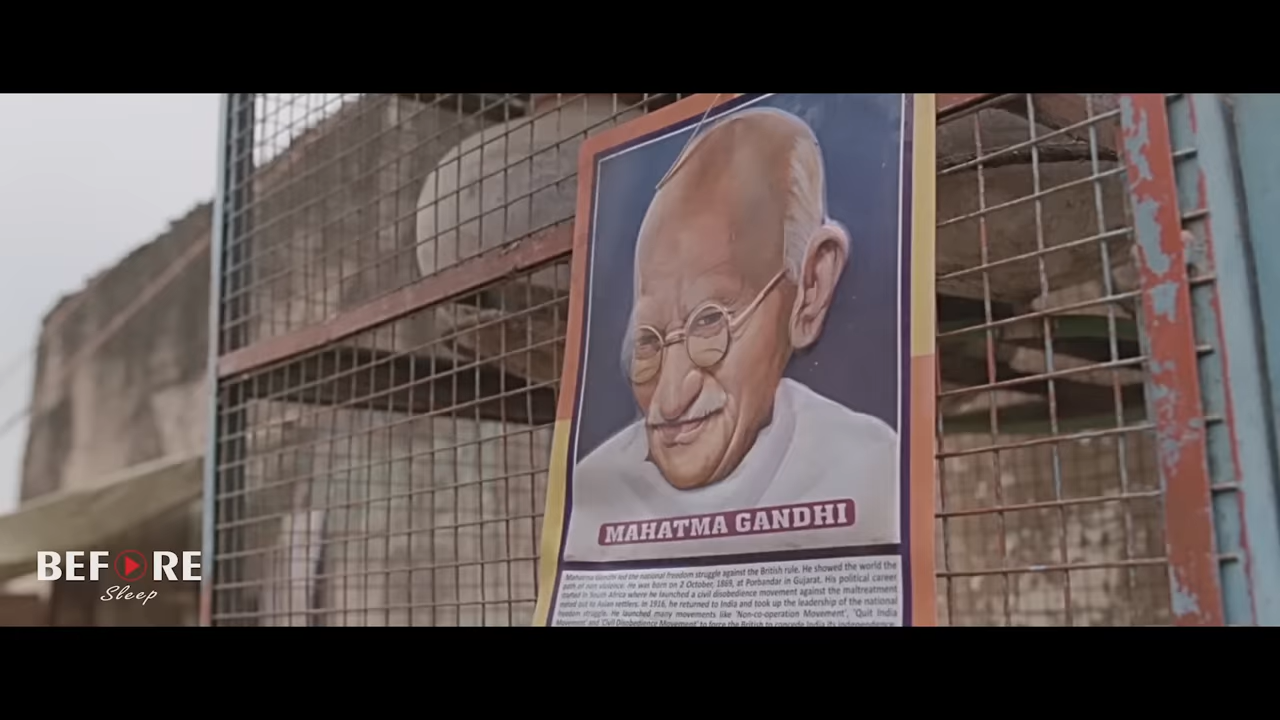 MAHATMA GANDHI
Mahatma Gandhi led the national freedom struggle against the British rule. He showed the world the
path of non violence. He was born on 2 October, 1869, at Porbandar in Gujarat. His political career
started in South Africa where he launched a civil disobedience movement against the maltreatment
meted out to Asian settlers. In 1916, he returned to India and took up the leadership of the national
freedom struggle. He launched many movements like 'Non-co-operation Movement', 'Quit India
Movement' and 'Civil Disobedience Movement' to force the British to concede India its independence.
BEFORE
Sleep